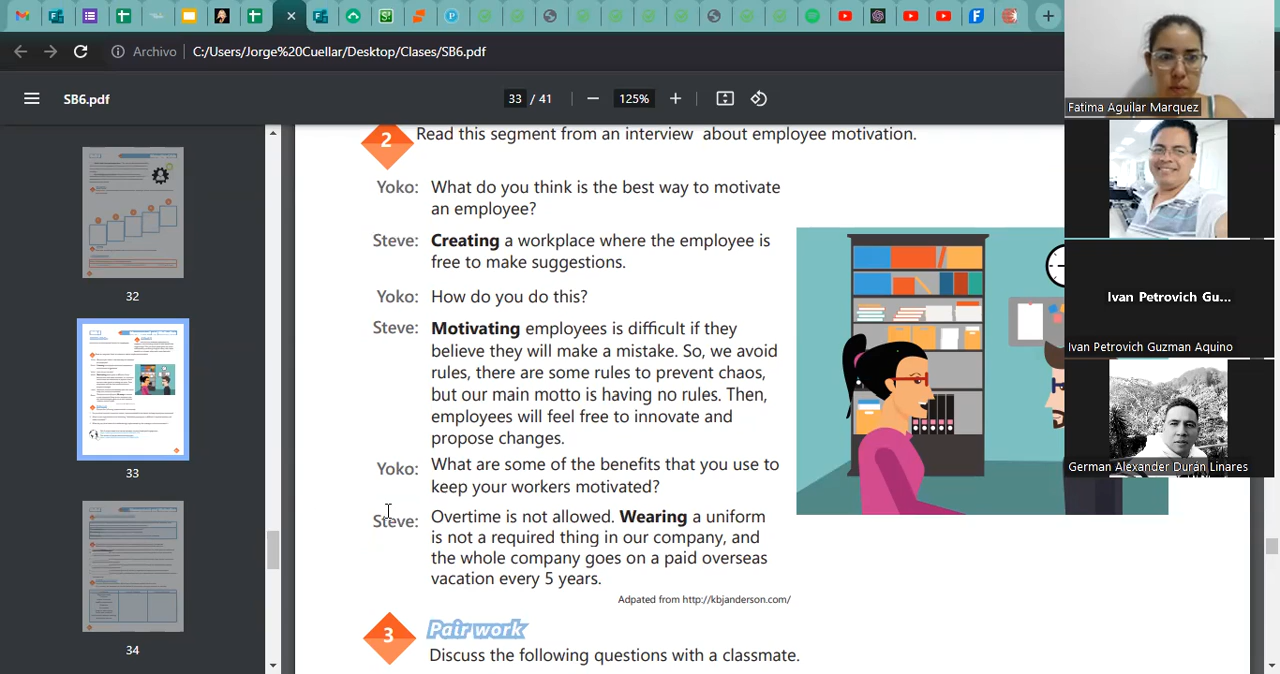 Archivo
C:/Users/Jorge%20Cuellar/Desktop/Clases/SB6.pdf
SB6.pdf
33 / 41
125%
32
33
34
2
Read this segment from an interview about employee motivation.
Yoko: What do you think is the best way to motivate
an employee?
Steve: Creating a workplace where the employee is
free to make suggestions.
Yoko: How do you do this?
Steve: Motivating employees is difficult if they
believe they will make a mistake. So, we avoid
rules, there are some rules to prevent chaos,
but our main motto is having no rules. Then,
employees will feel free to innovate and
propose changes.
Yoko: What are some of the benefits that you use to
keep your workers motivated?
Steve: Overtime is not allowed. Wearing a uniform
is not a required thing in our company, and
the whole company goes on a paid overseas
vacation every 5 years.
Adpated from http://kbjanderson.com/
3
Pair work
Discuss the following questions with a classmate.
Fatima Aguilar Marquez
Ivan Petrovich Gu...
Ivan Petrovich Guzman Aquino
German Alexander Durán Linares